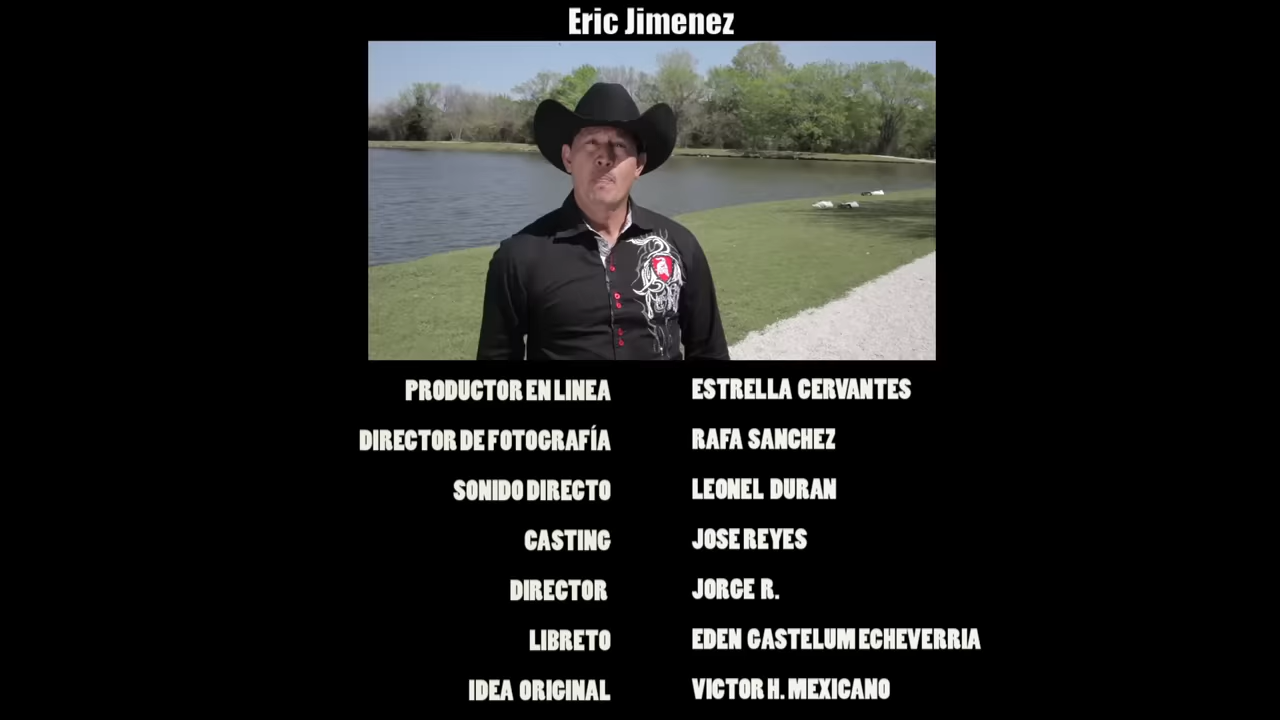 Eric Jimenez
PRODUCTOR EN LINEA ESTRELLA CERVANTES
DIRECTOR DE FOTOGRAFÍA RAFA SANCHEZ
SONIDO DIRECTO LEONEL DURAN
CASTING JOSE REYES
DIRECTOR JORGE R.
LIBRETO EDEN GASTELUM ECHEVERRIA
IDEA ORIGINAL VICTOR H. MEXICANO